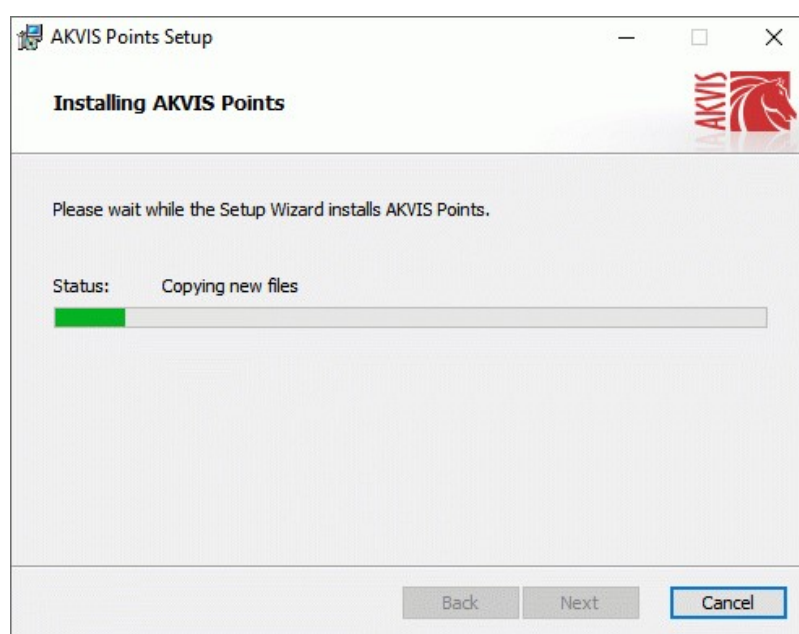 AKVIS Points Setup
Installing AKVIS Points
AKVIS
Please wait while the Setup Wizard installs AKVIS Points.
Status: Copying new files
Back Next Cancel